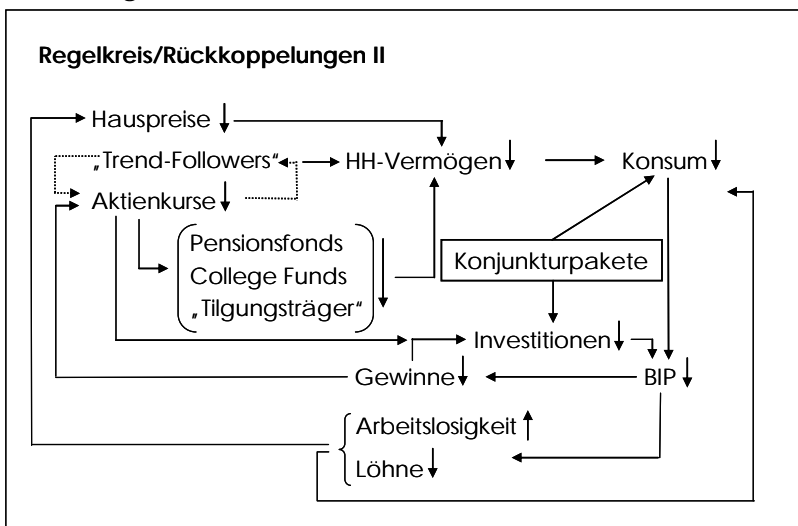 Regelkreis/Rückkoppelungen II
Hauspreise
„Trend-Followers“
HH-Vermögen
Konsum
Aktienkurse
Pensionsfonds
College Funds
„Tilgungsträger“
Konjunkturpakete
Investitionen
Gewinne
BIP
Arbeitslosigkeit
Löhne